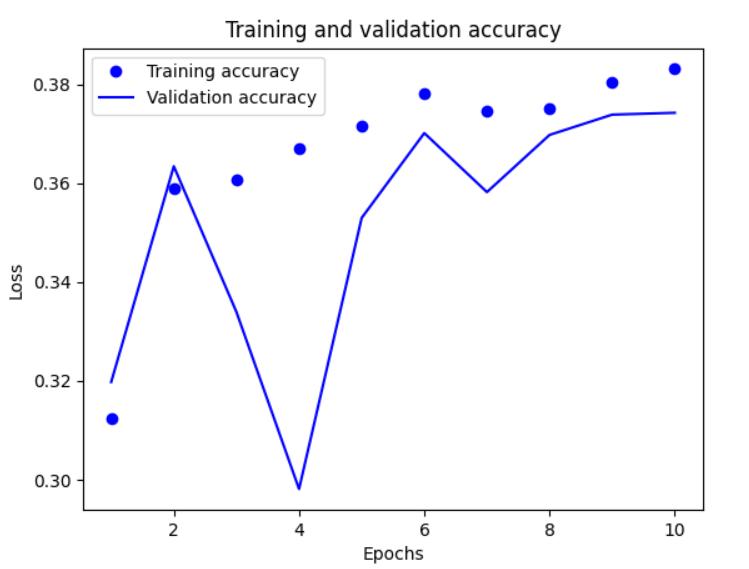 Training and validation accuracy
Training accuracy
Validation accuracy
0.38
0.36
0.34
0.32
0.30
Loss
2
4
6
8
10
Epochs